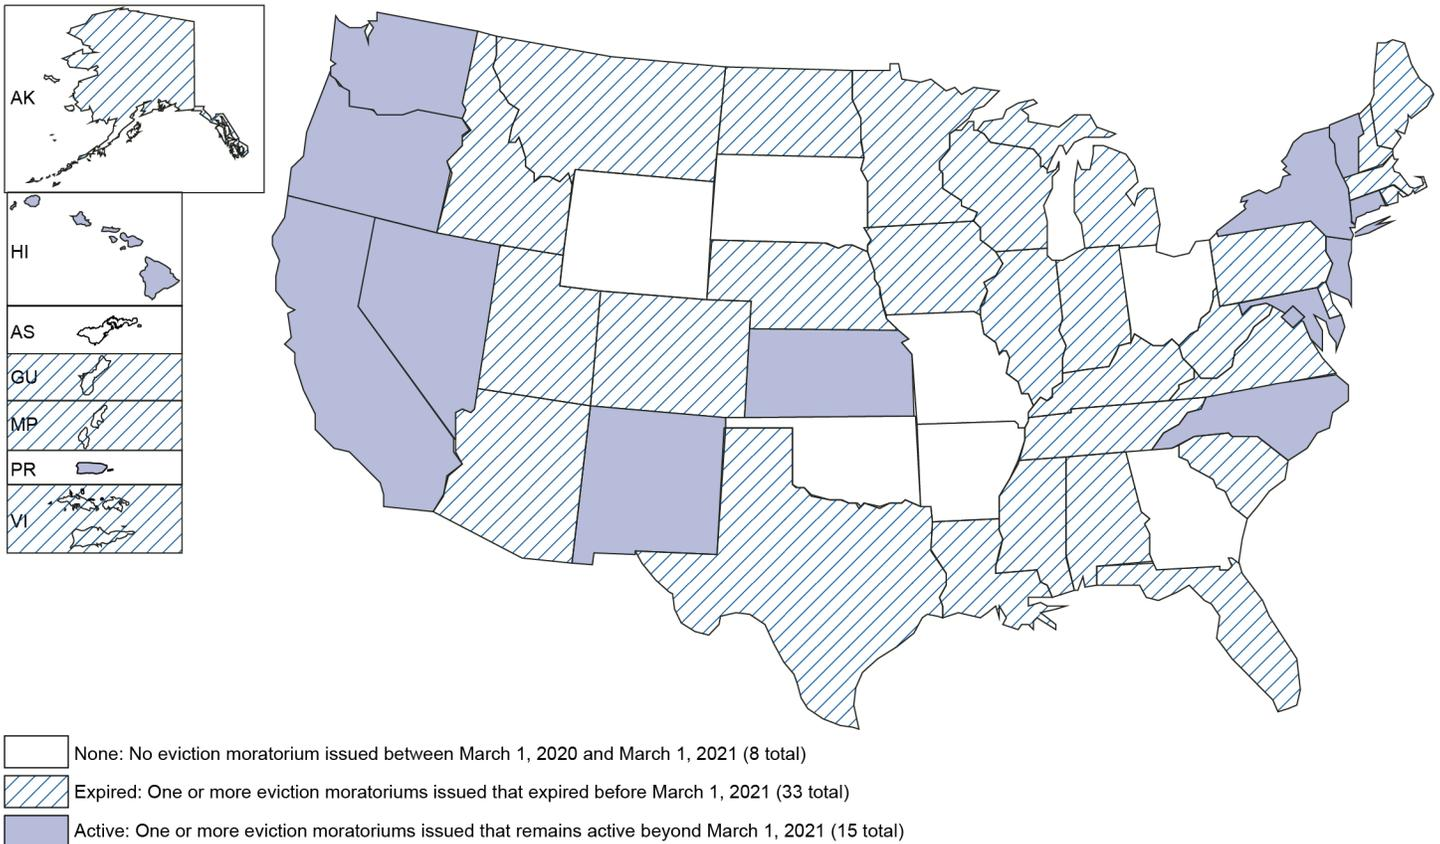 AK
HI
AS
GU
MP
PR
VI
None: No eviction moratorium issued between March 1, 2020 and March 1, 2021 (8 total)
Expired: One or more eviction moratoriums issued that expired before March 1, 2021 (33 total)
Active: One or more eviction moratoriums issued that remains active beyond March 1, 2021 (15 total)